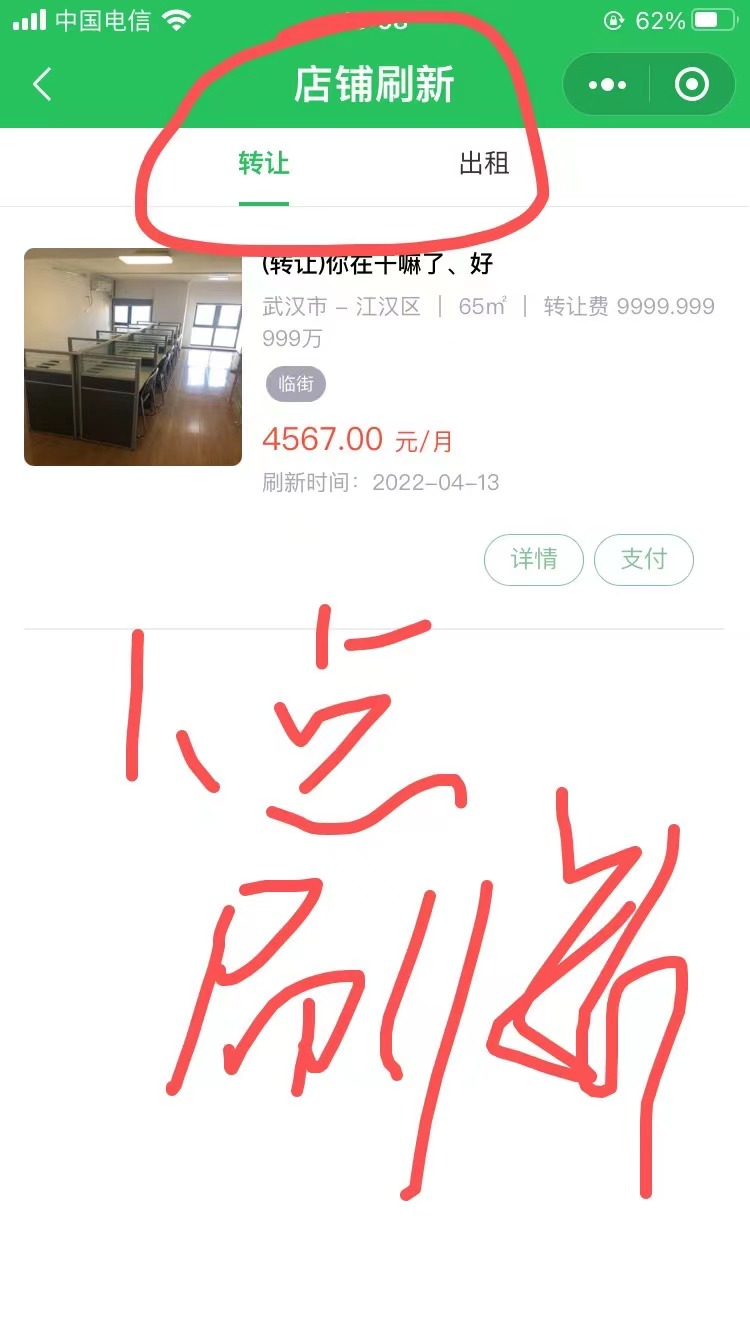 中国电信 62%
店铺刷新
转让 出租
(转让)你在干嘛了、好
武汉市 – 江汉区 | 65㎡ | 转让费 9999.999
999万
临街
4567.00 元/月
刷新时间：2022-04-13
详情 支付
1、点
刷新